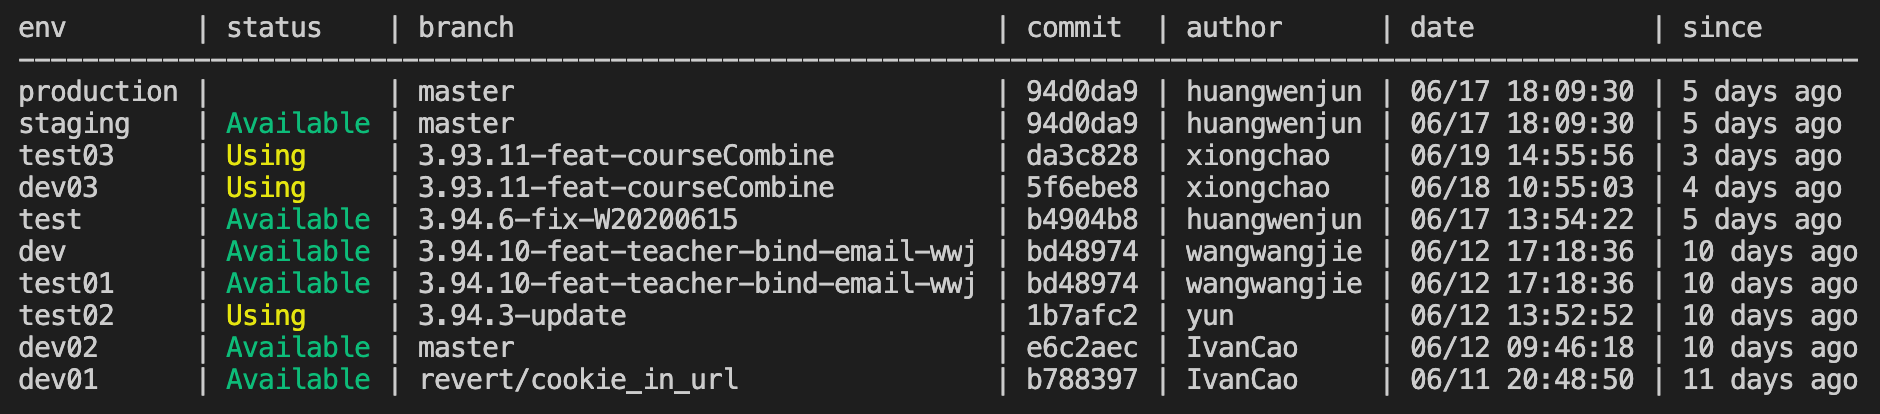 env | status | branch | commit | author | date | since
production | | master | 94d0da9 | huangwenjun | 06/17 18:09:30 | 5 days ago
staging | Available | master | 94d0da9 | huangwenjun | 06/17 18:09:30 | 5 days ago
test03 | Using | 3.93.11-feat-courseCombine | da3c828 | xiongchao | 06/19 14:55:56 | 3 days ago
dev03 | Using | 3.93.11-feat-courseCombine | 5f6ebe8 | xiongchao | 06/18 10:55:03 | 4 days ago
test | Available | 3.94.6-fix-W20200615 | b4904b8 | huangwenjun | 06/17 13:54:22 | 5 days ago
dev | Available | 3.94.10-feat-teacher-bind-email-wwj | bd48974 | wangwangjie | 06/12 17:18:36 | 10 days ago
test01 | Available | 3.94.10-feat-teacher-bind-email-wwj | bd48974 | wangwangjie | 06/12 17:18:36 | 10 days ago
test02 | Using | 3.94.3-update | 1b7afc2 | yun | 06/12 13:52:52 | 10 days ago
dev02 | Available | master | e6c2aec | IvanCao | 06/12 09:46:18 | 10 days ago
dev01 | Available | revert/cookie_in_url | b788397 | IvanCao | 06/11 20:48:50 | 11 days ago